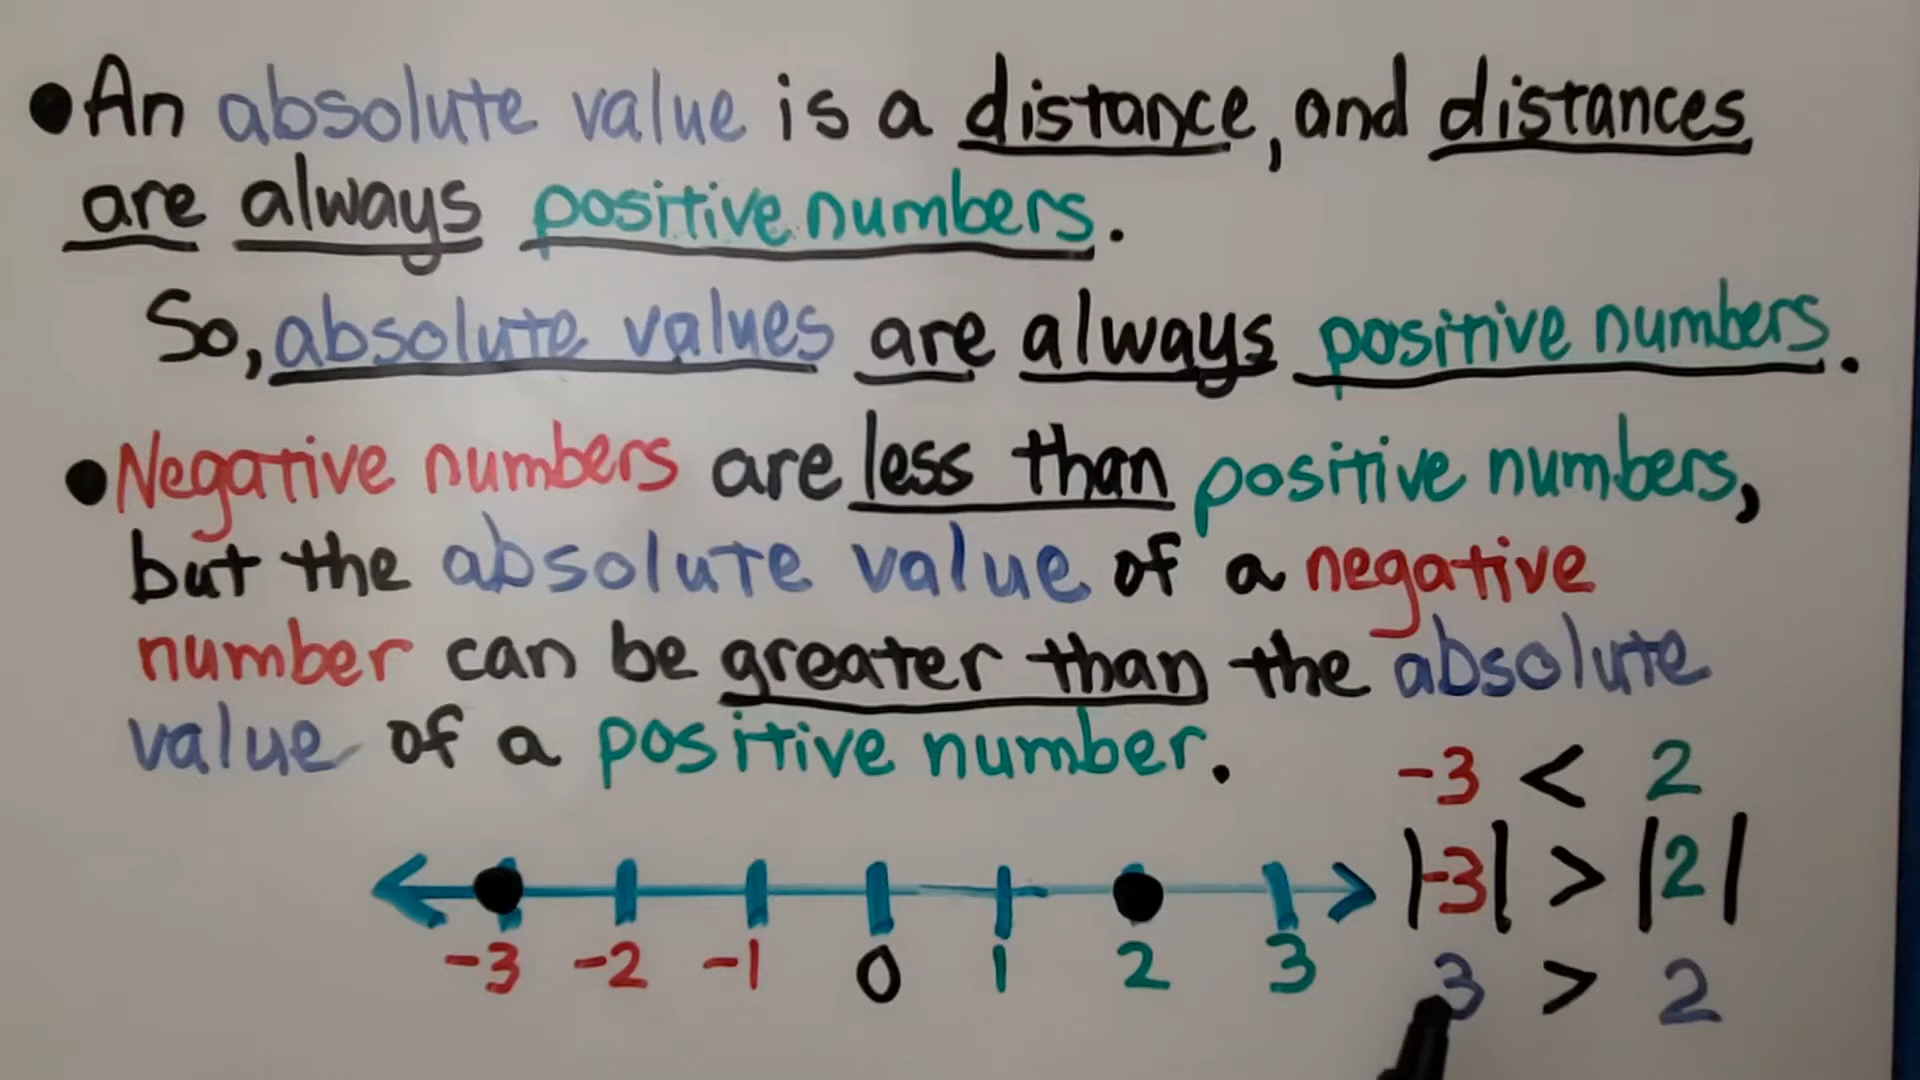 • An absolute value is a distance, and distances
are always positive numbers.
So, absolute values are always positive numbers.
• Negative numbers are less than positive numbers,
but the absolute value of a negative
number can be greater than the absolute
value of a positive number.
-3 < 2
|-3| > |2|
3 > 2
-3 -2 -1 0 1 2 3